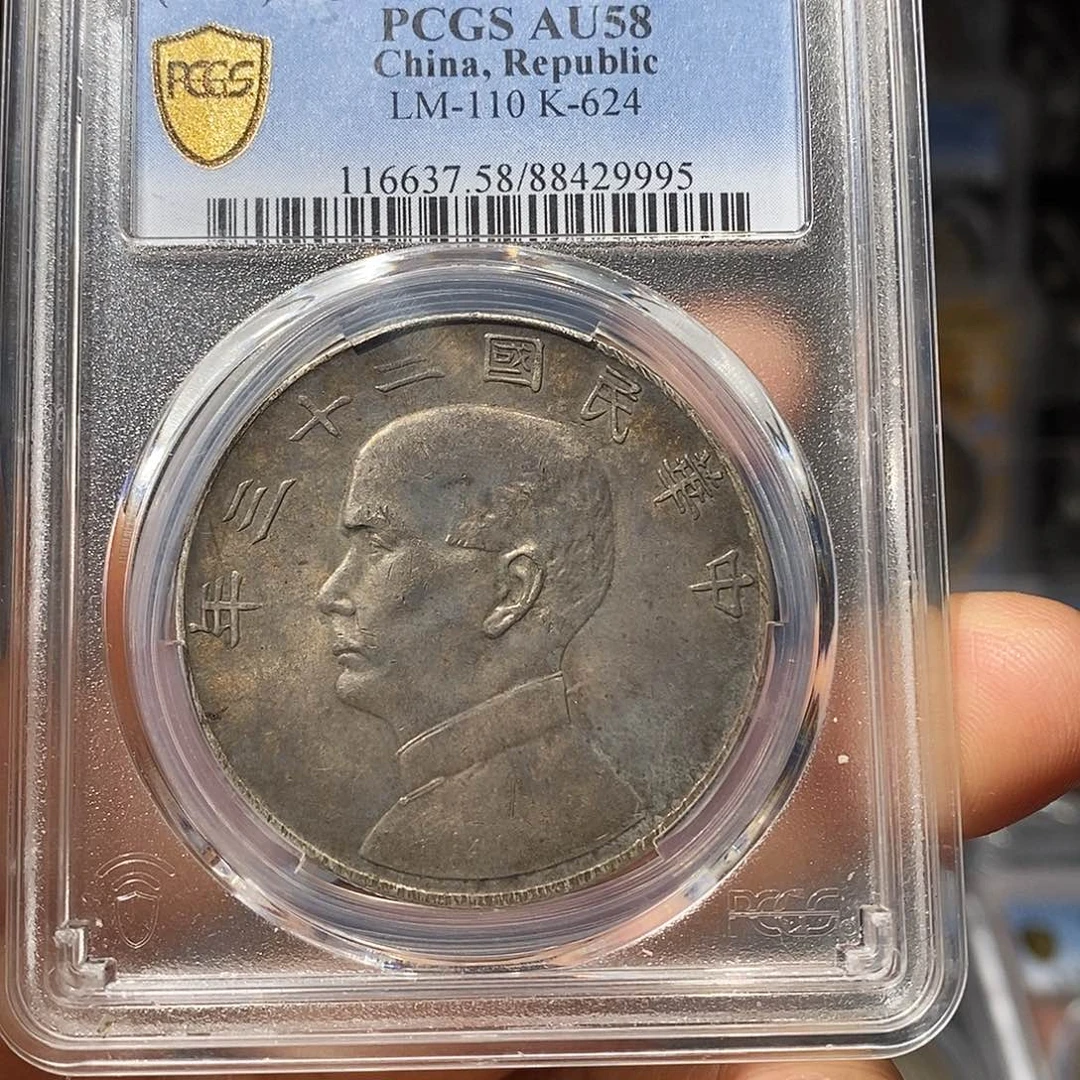 PCGS AU58
PCGS
China, Republic
LM-110 K-624
116637.58/88429995
中華民國二十三年
PCGS